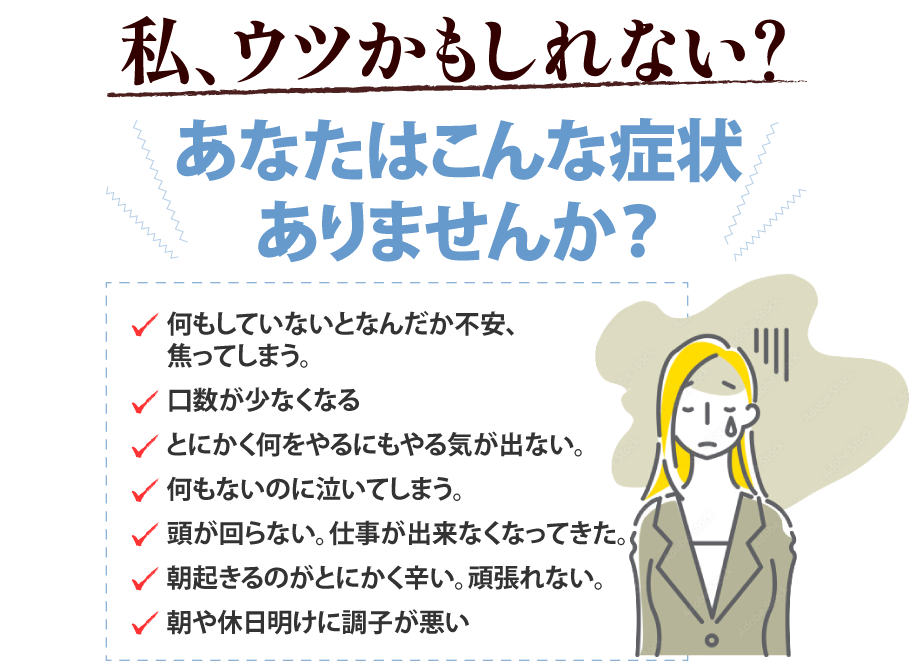 私、ウツかもしれない?
あなたはこんな症状
ありませんか?
何もしていないとなんだか不安、
焦ってしまう。
口数が少なくなる
とにかく何をやるにもやる気が出ない。
何もないのに泣いてしまう。
頭が回らない。仕事が出来なくなってきた。
朝起きるのがとにかく辛い。頑張れない。
朝や休日明けに調子が悪い